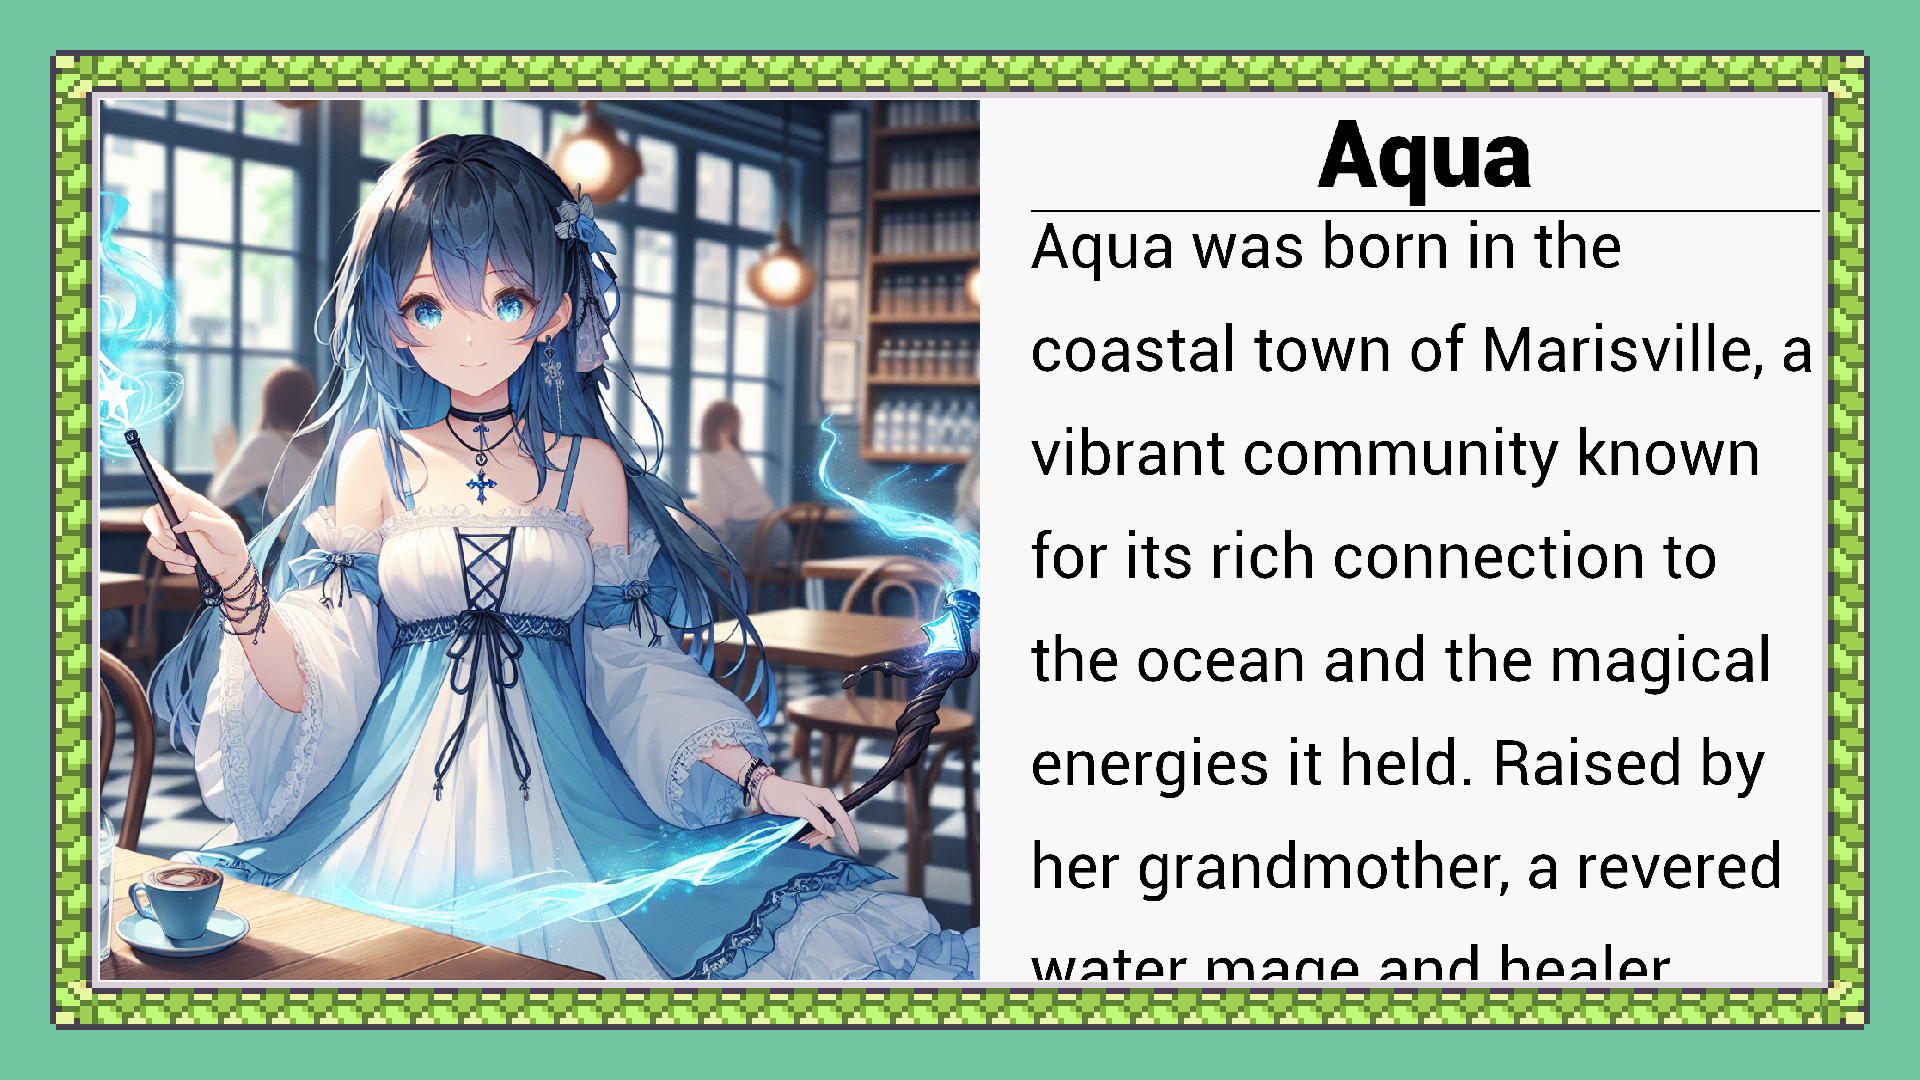 Aqua
Aqua was born in the
coastal town of Marisville, a
vibrant community known
for its rich connection to
the ocean and the magical
energies it held. Raised by
her grandmother, a revered
water mage and healer